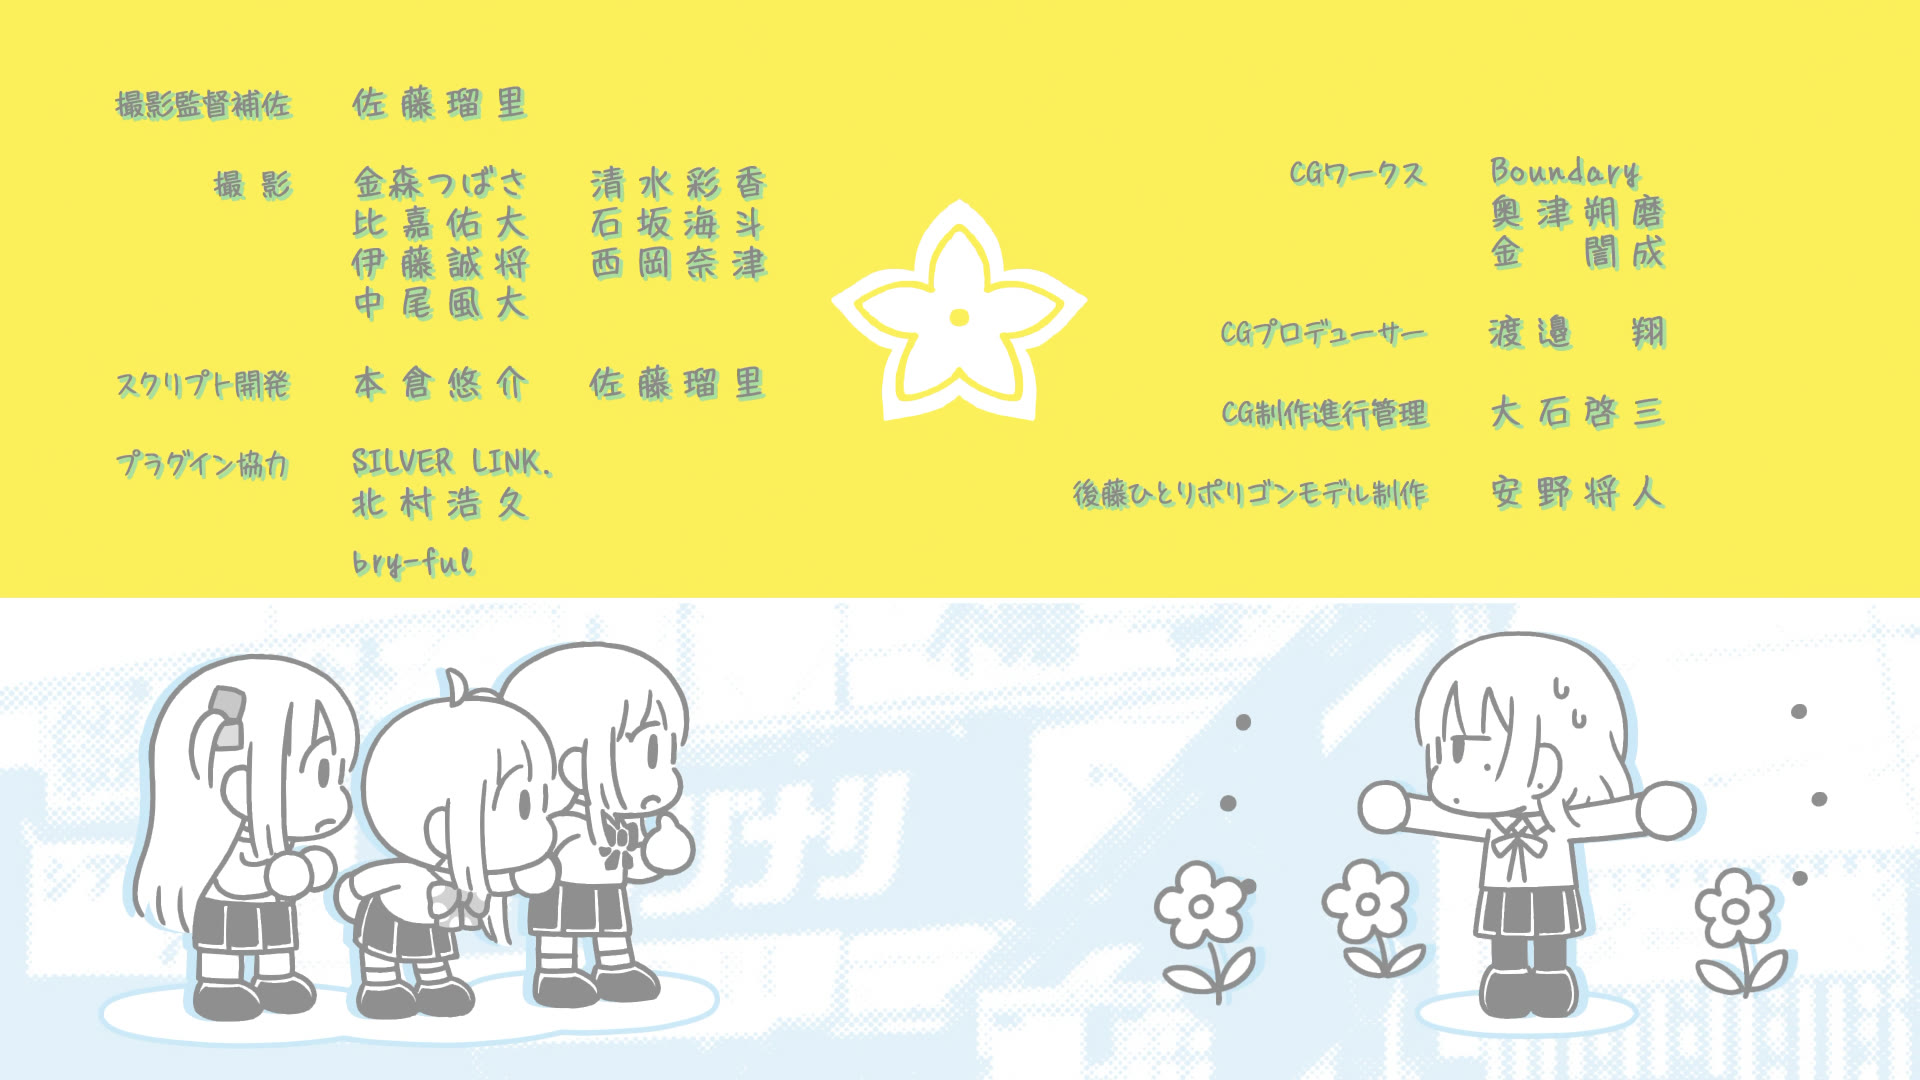 撮影監督補佐 佐藤瑠里
撮影 金森つばさ 清水彩香
比嘉佑大 石坂海斗
伊藤誠将 西岡奈津
中尾風大
スクリプト開発 本倉悠介 佐藤瑠里
プラグイン協力 SILVER LINK.
北村浩久
bry-ful
CGワークス Boundary
奥津朔磨
金 誾成
CGプロデューサー 渡邉 翔
CG制作進行管理 大石啓三
後藤ひとりポリゴンモデル制作 安野将人